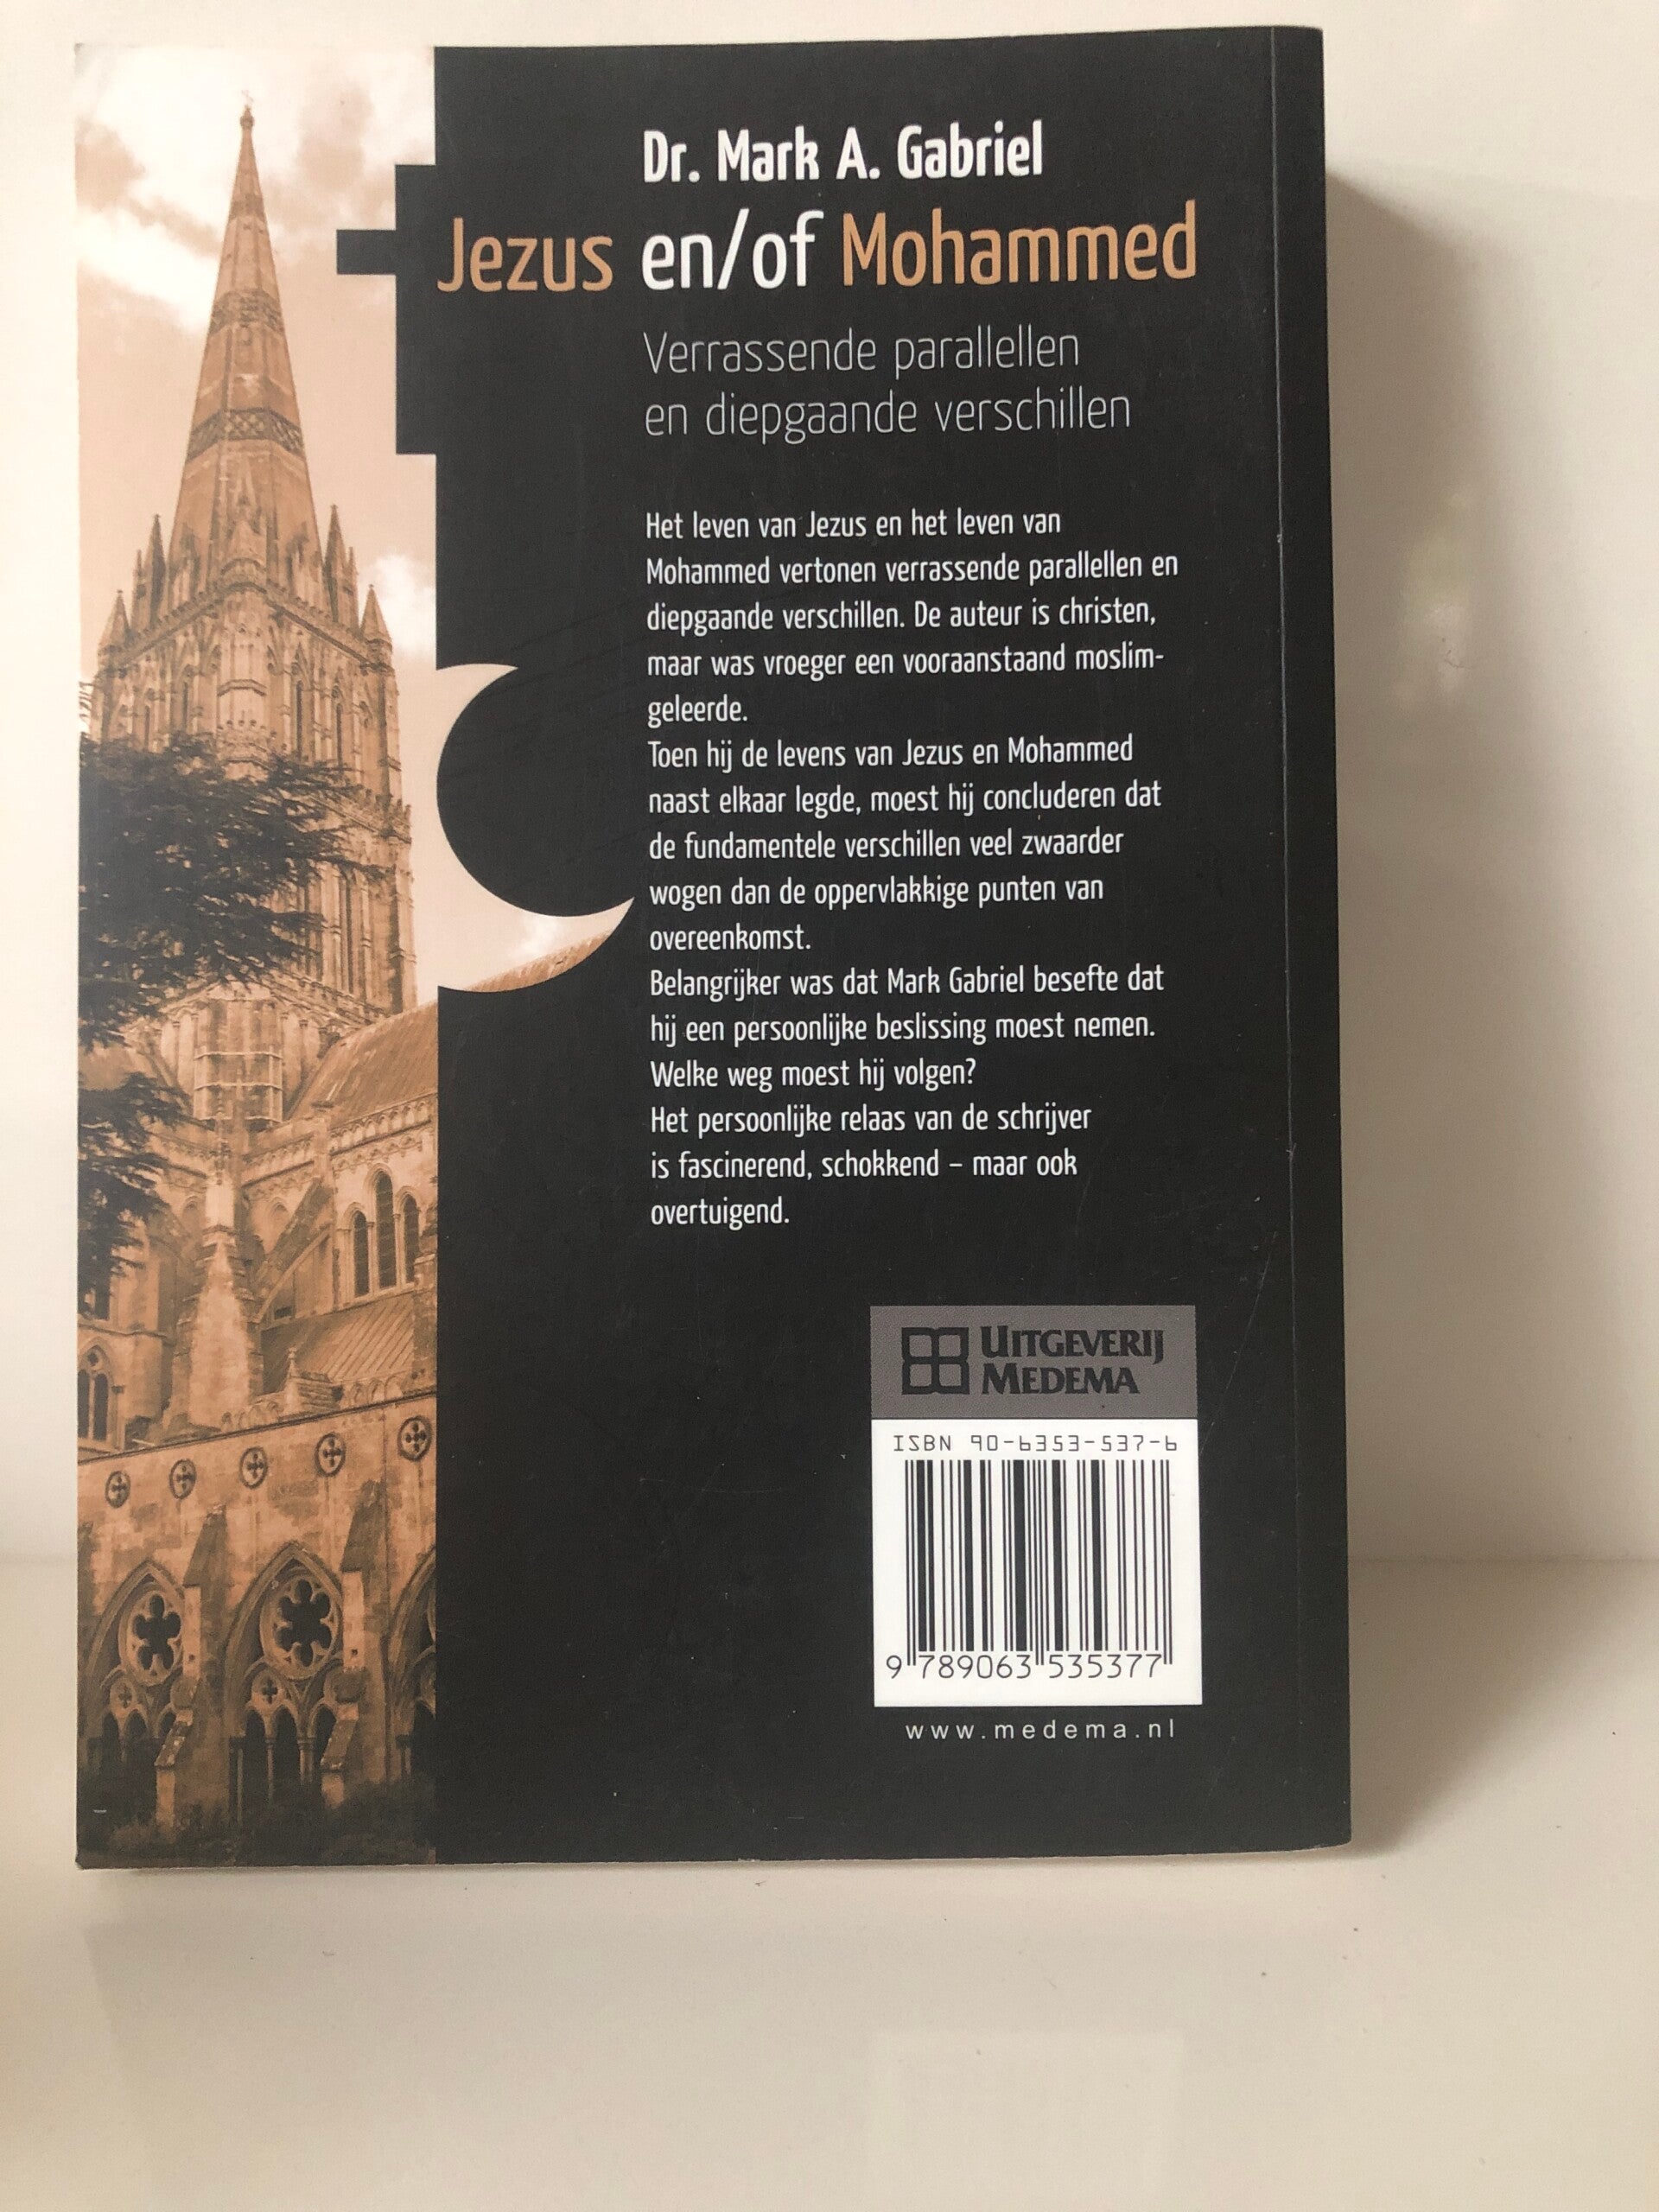 Dr. Mark A. Gabriel
Jezus en/of Mohammed
Verrassende parallellen
en diepgaande verschillen
Het leven van Jezus en het leven van
Mohammed vertonen verrassende parallellen en
diepgaande verschillen. De auteur is christen,
maar was vroeger een vooraanstaand moslim-
geleerde.
Toen hij de levens van Jezus en Mohammed
naast elkaar legde, moest hij concluderen dat
de fundamentele verschillen veel zwaarder
wogen dan de oppervlakkige punten van
overeenkomst.
Belangrijker was dat Mark Gabriel besefte dat
hij een persoonlijke beslissing moest nemen.
Welke weg moest hij volgen?
Het persoonlijke relaas van de schrijver
is fascinerend, schokkend – maar ook
overtuigend.
UITGEVERIJ
MEDEMA
ISBN 90-6353-537-6
9 789063 535377
www.medema.nl